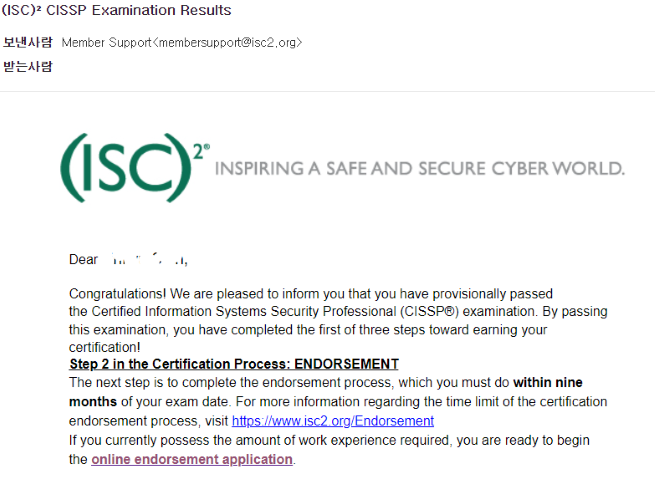 (ISC)² CISSP Examination Results
보낸사람 Member Support<membersupport@isc2.org>
받는사람
(ISC)²® INSPIRING A SAFE AND SECURE CYBER WORLD.
Dear
Congratulations! We are pleased to inform you that you have provisionally passed
the Certified Information Systems Security Professional (CISSP®) examination. By passing
this examination, you have completed the first of three steps toward earning your
certification!
Step 2 in the Certification Process: ENDORSEMENT
The next step is to complete the endorsement process, which you must do within nine
months of your exam date. For more information regarding the time limit of the certification
endorsement process, visit https://www.isc2.org/Endorsement
If you currently possess the amount of work experience required, you are ready to begin
the online endorsement application.